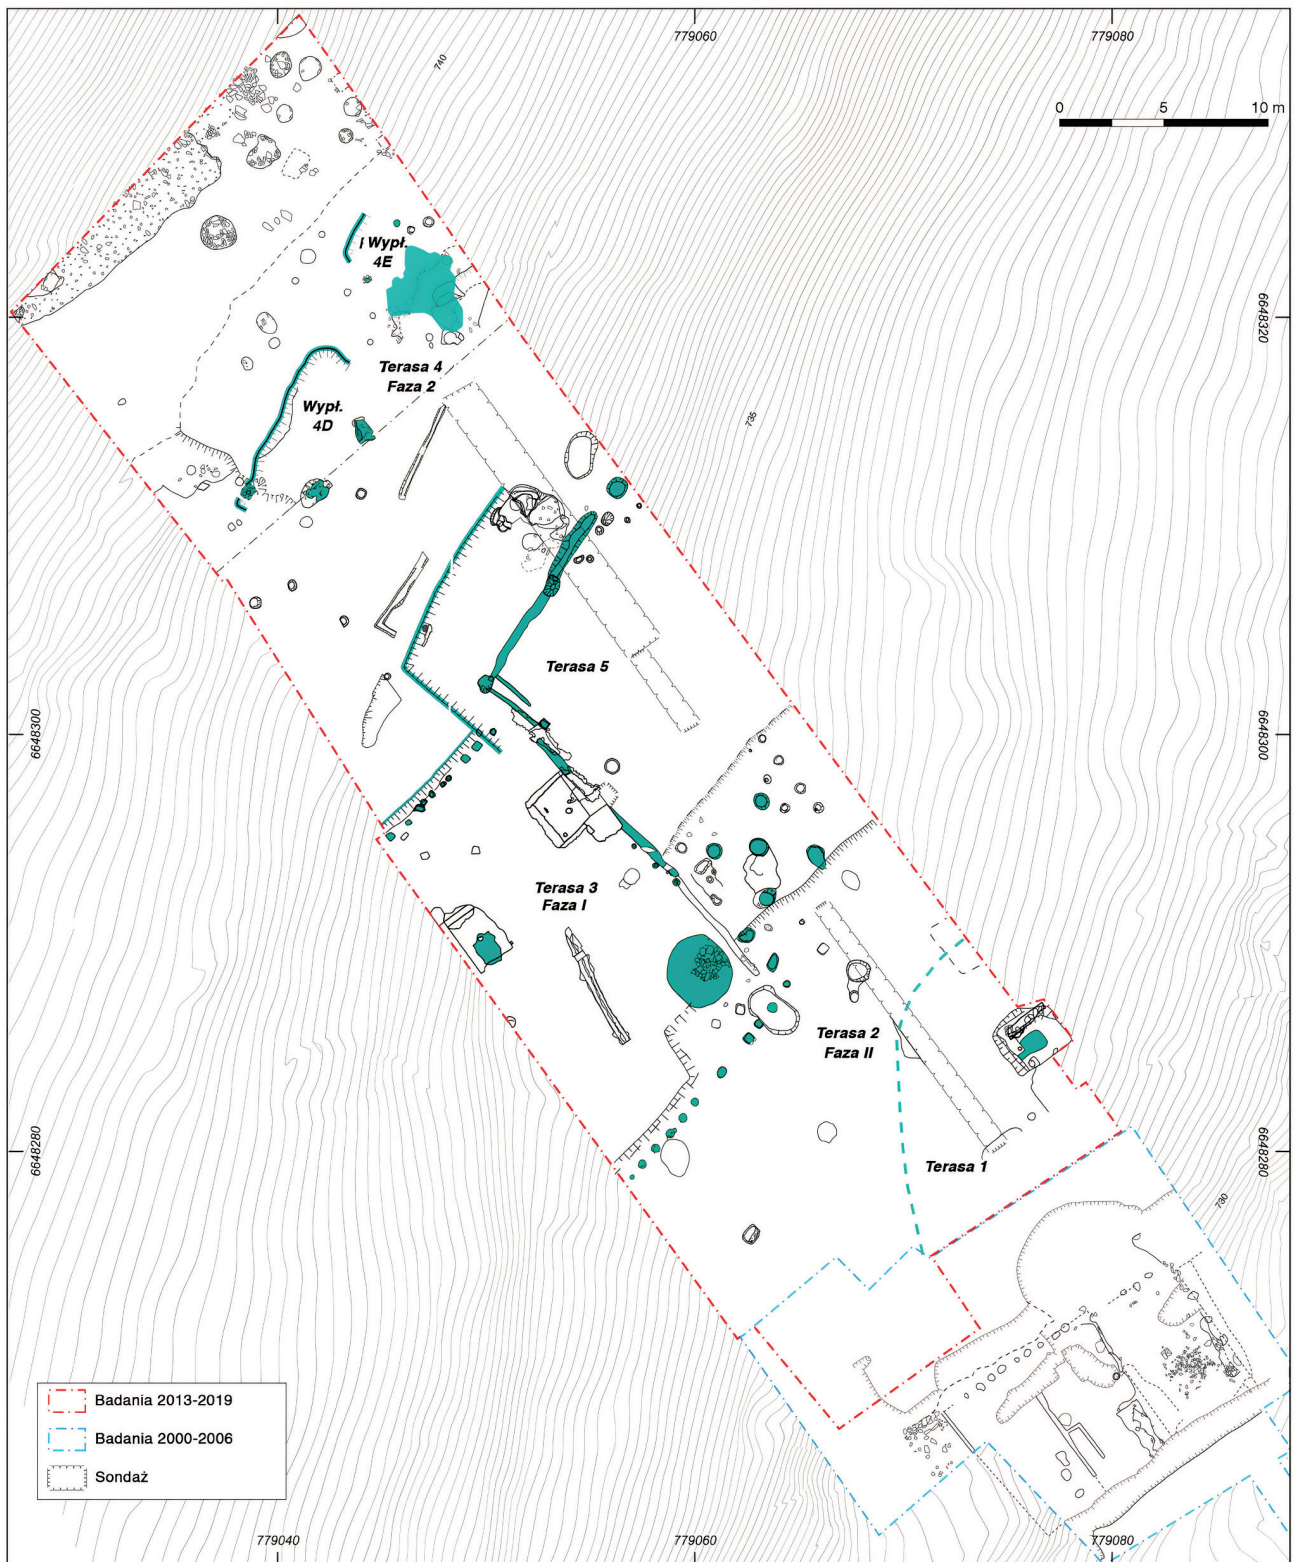 779060
779080
740
0 5 10 m
Wypł.
4E
6648320
Terasa 4
Faza 2
Wypł.
4D
735
Terasa 5
6648300
6648300
Terasa 3
Faza I
Terasa 2
Faza II
6648280
6648280
Terasa 1
730
Badania 2013-2019
Badania 2000-2006
Sondaż
779040
779060
779080